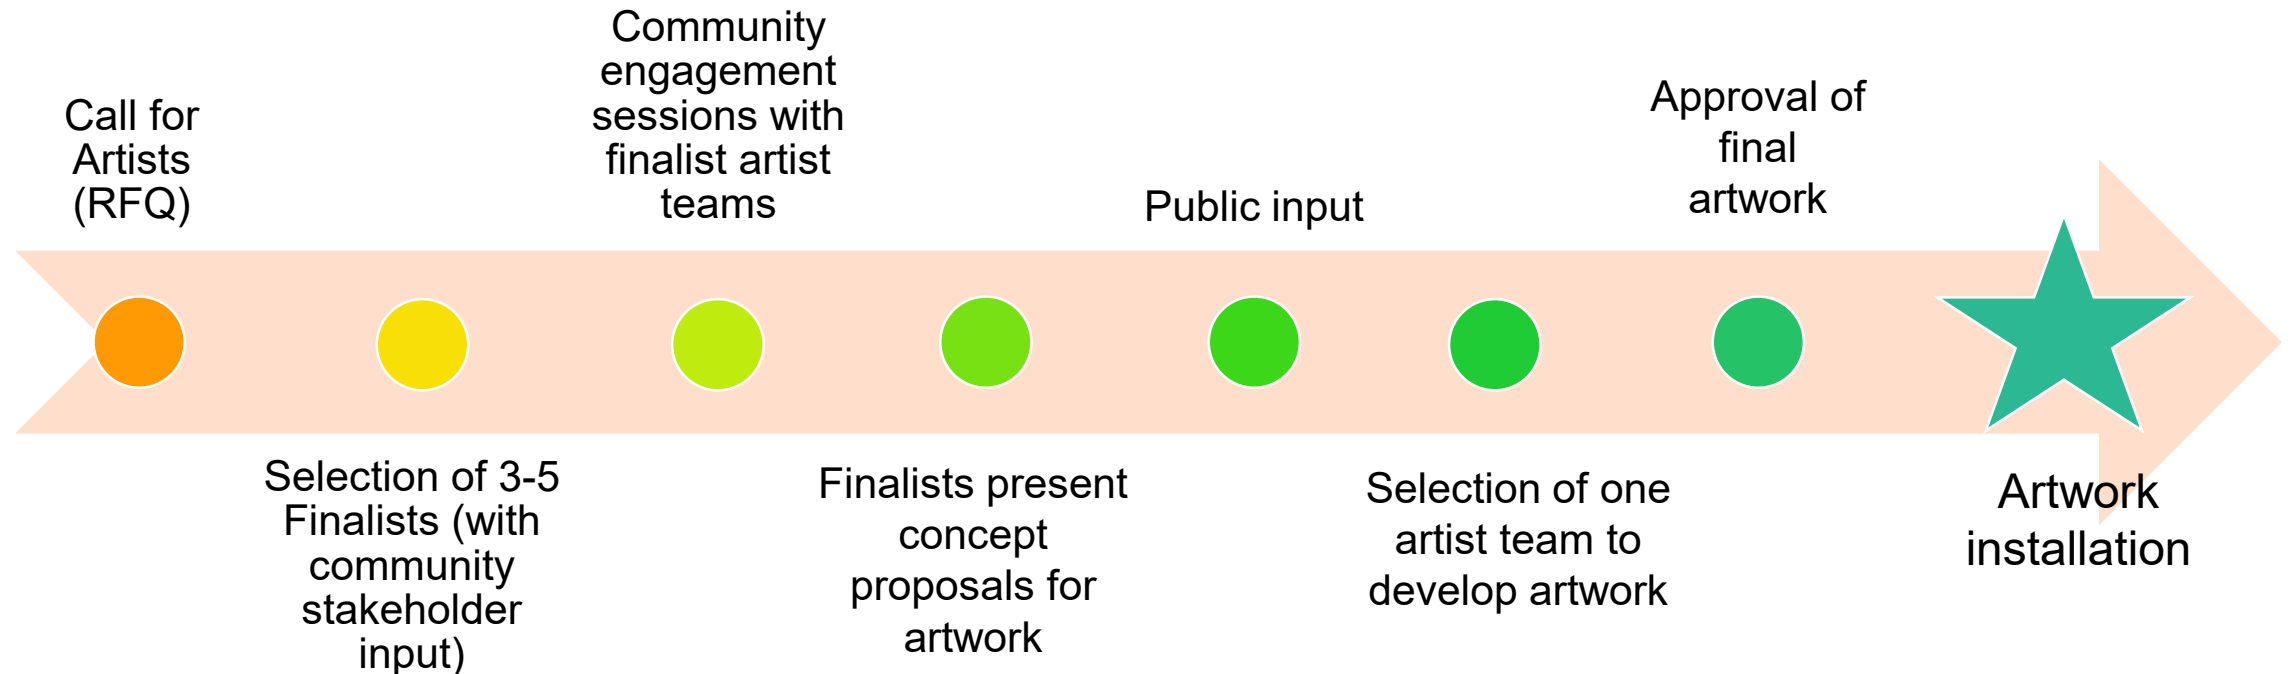 Call for
Artists
(RFQ)
Selection of 3-5
Finalists (with
community
stakeholder
input)
Community
engagement
sessions with
finalist artist
teams
Finalists present
concept
proposals for
artwork
Public input
Selection of one
artist team to
develop artwork
Approval of
final
artwork
Artwork
installation